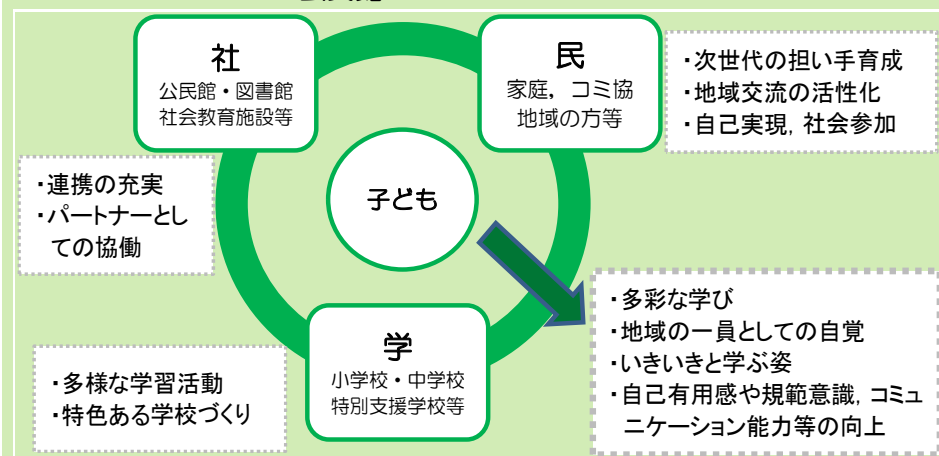 社
公民館・図書館
社会教育施設等
民
家庭，コミ協
地域の方等
・次世代の担い手育成
・地域交流の活性化
・自己実現，社会参加
・連携の充実
・パートナーとし
ての協働
子ども
学
小学校・中学校
特別支援学校等
・多様な学習活動
・特色ある学校づくり
・多彩な学び
・地域の一員としての自覚
・いきいきと学ぶ姿
・自己有用感や規範意識，コミュ
ニケーション能力等の向上